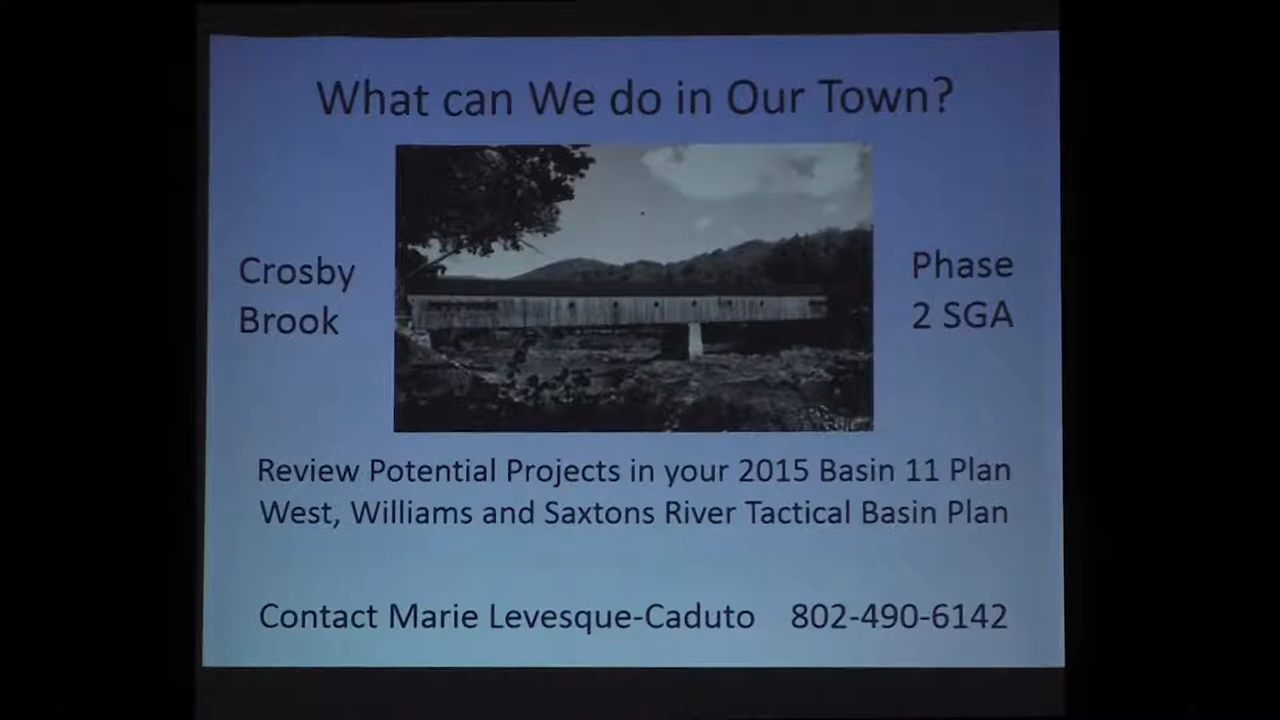 What can We do in Our Town?
Crosby
Brook
Phase
2 SGA
Review Potential Projects in your 2015 Basin 11 Plan
West, Williams and Saxtons River Tactical Basin Plan
Contact Marie Levesque-Caduto 802-490-6142